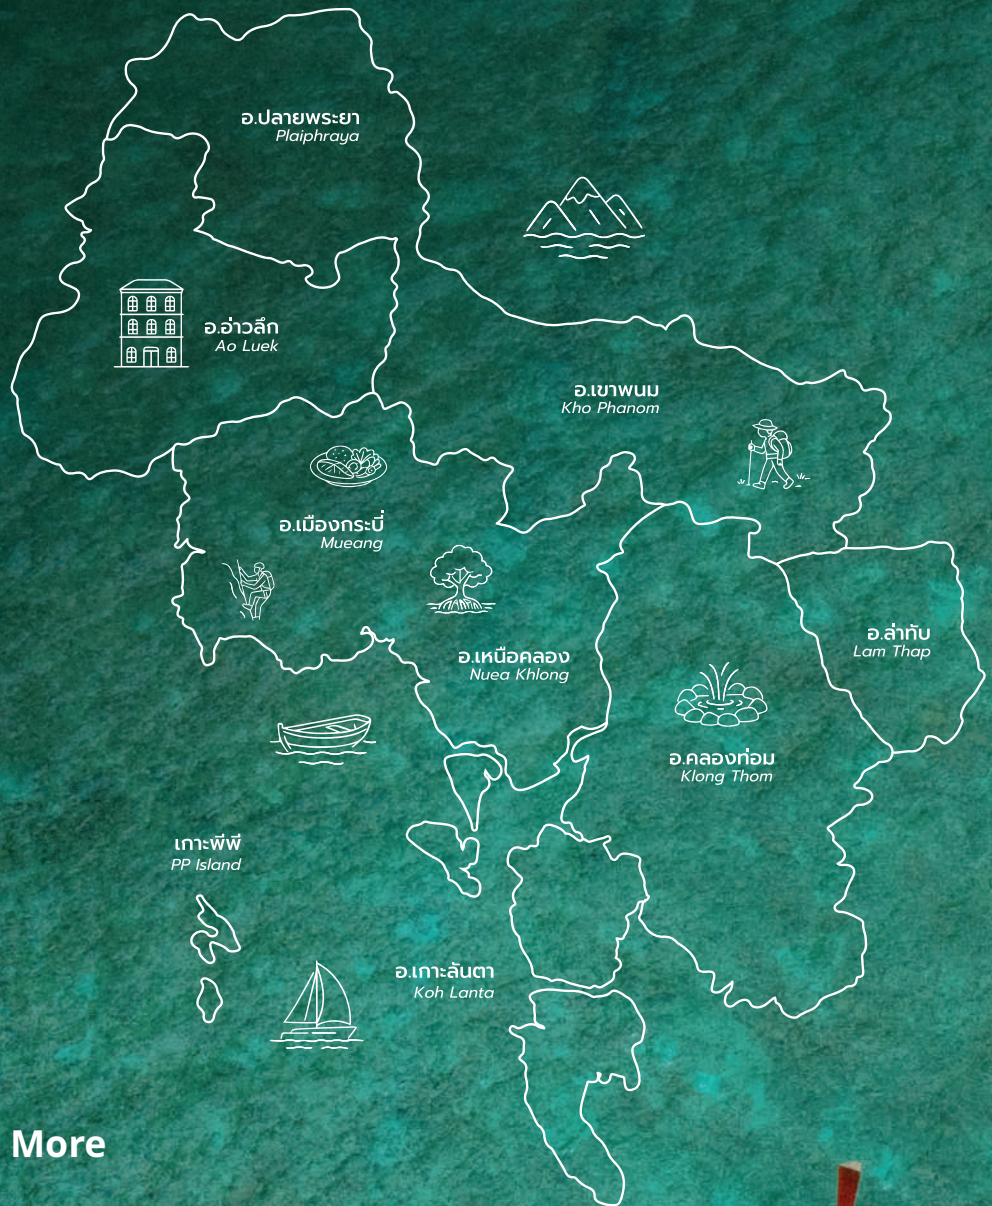 อ.ปลายพระยา
Plaiphraya
อ.อ่าวลึก
Ao Luek
อ.เขาพนม
Kho Phanom
อ.เมืองกระบี่
Mueang
อ.เหนือคลอง
Nuea Khlong
อ.ลำทับ
Lam Thap
อ.คลองท่อม
Klong Thom
เกาะพีพี
PP Island
อ.เกาะลันตา
Koh Lanta
More